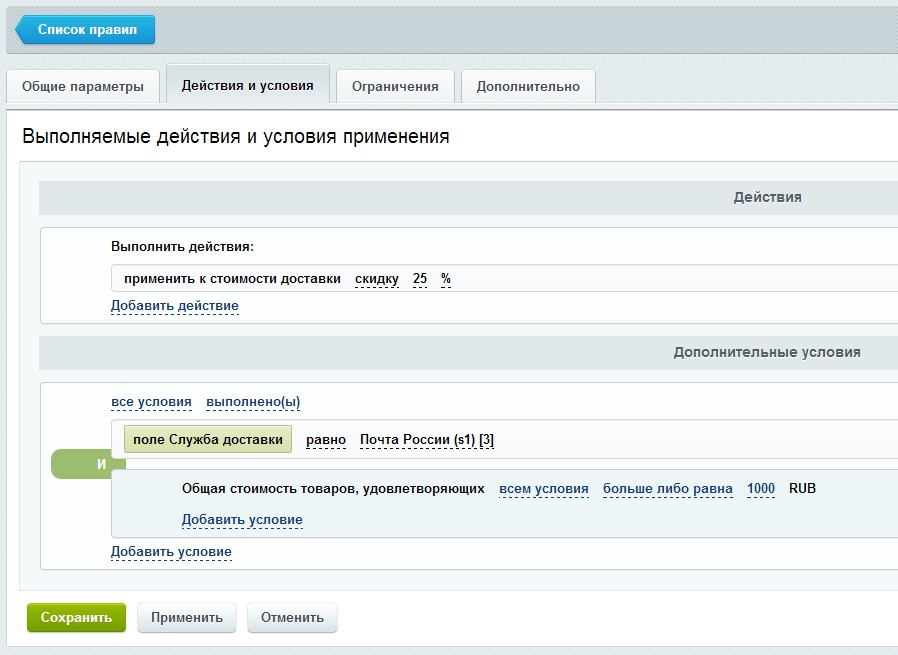 Список правил
Общие параметры Действия и условия Ограничения Дополнительно
Выполняемые действия и условия применения
Действия
Выполнить действия:
применить к стоимости доставки скидку 25 %
Добавить действие
Дополнительные условия
все условия выполнено(ы)
поле Служба доставки равно Почта России (s1) [3]
И
Общая стоимость товаров, удовлетворяющих всем условия больше либо равна 1000 RUB
Добавить условие
Добавить условие
Сохранить Применить Отменить